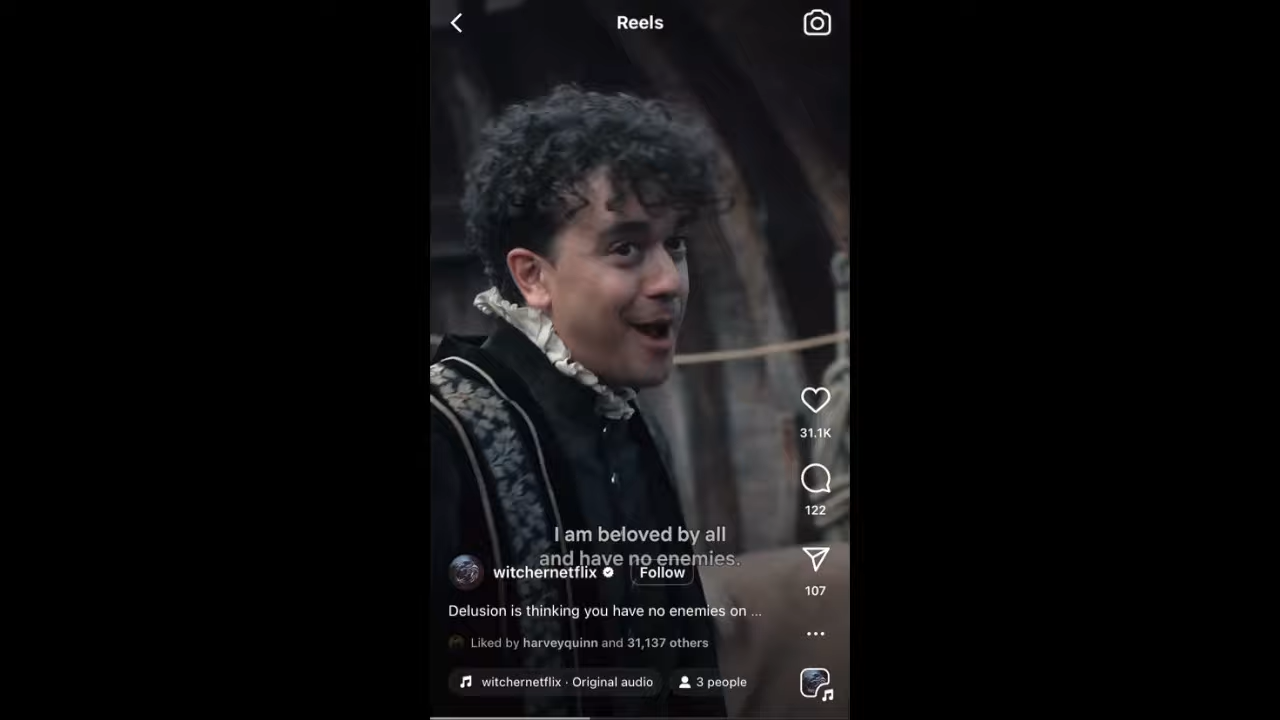 Reels
31.1K
122
I am beloved by all
and have no enemies.
witchernetflix
Follow
107
Delusion is thinking you have no enemies on ...
Liked by harveyquinn and 31,137 others
witchernetflix · Original audio
3 people